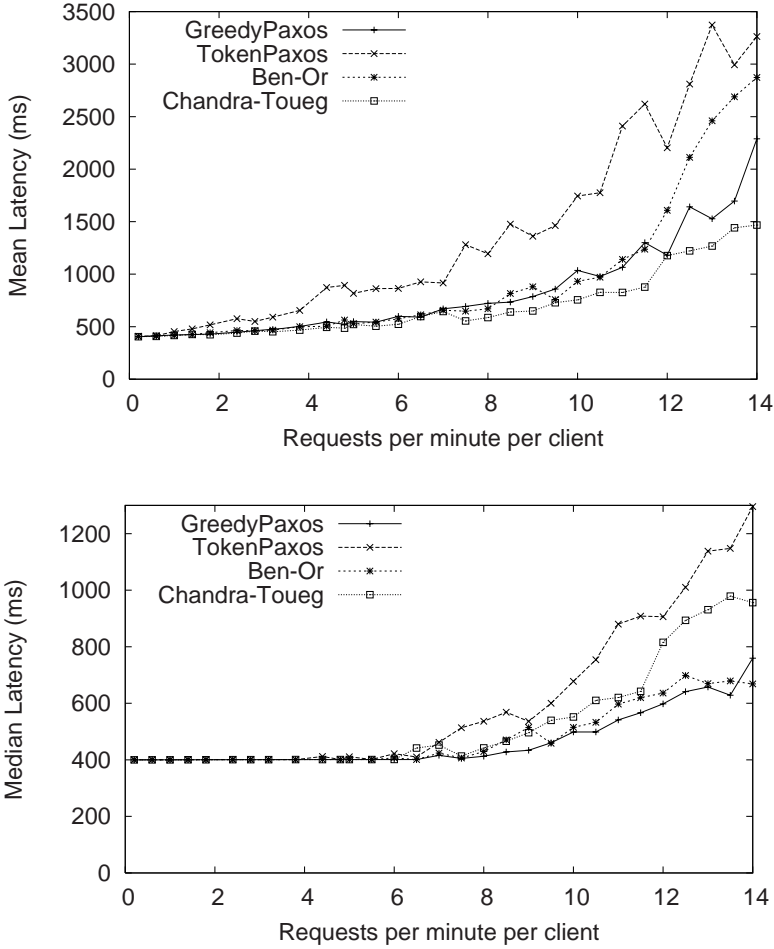 GreedyPaxos
TokenPaxos
Ben-Or
Chandra-Toueg
3500
3000
2500
2000
1500
1000
500
0
Mean Latency (ms)
0 2 4 6 8 10 12 14
Requests per minute per client
GreedyPaxos
TokenPaxos
Ben-Or
Chandra-Toueg
1200
1000
800
600
400
200
0
Median Latency (ms)
0 2 4 6 8 10 12 14
Requests per minute per client